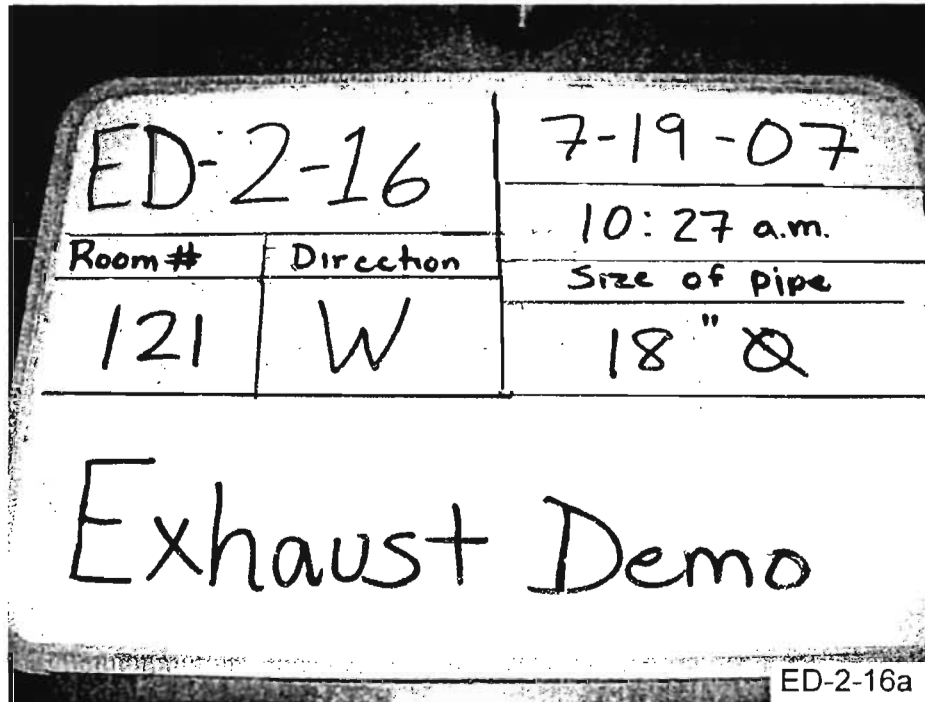 ED-2-16
7-19-07
10:27 a.m.
Room # Direction
Size of pipe
121 W
18" Ø
Exhaust Demo
ED-2-16a